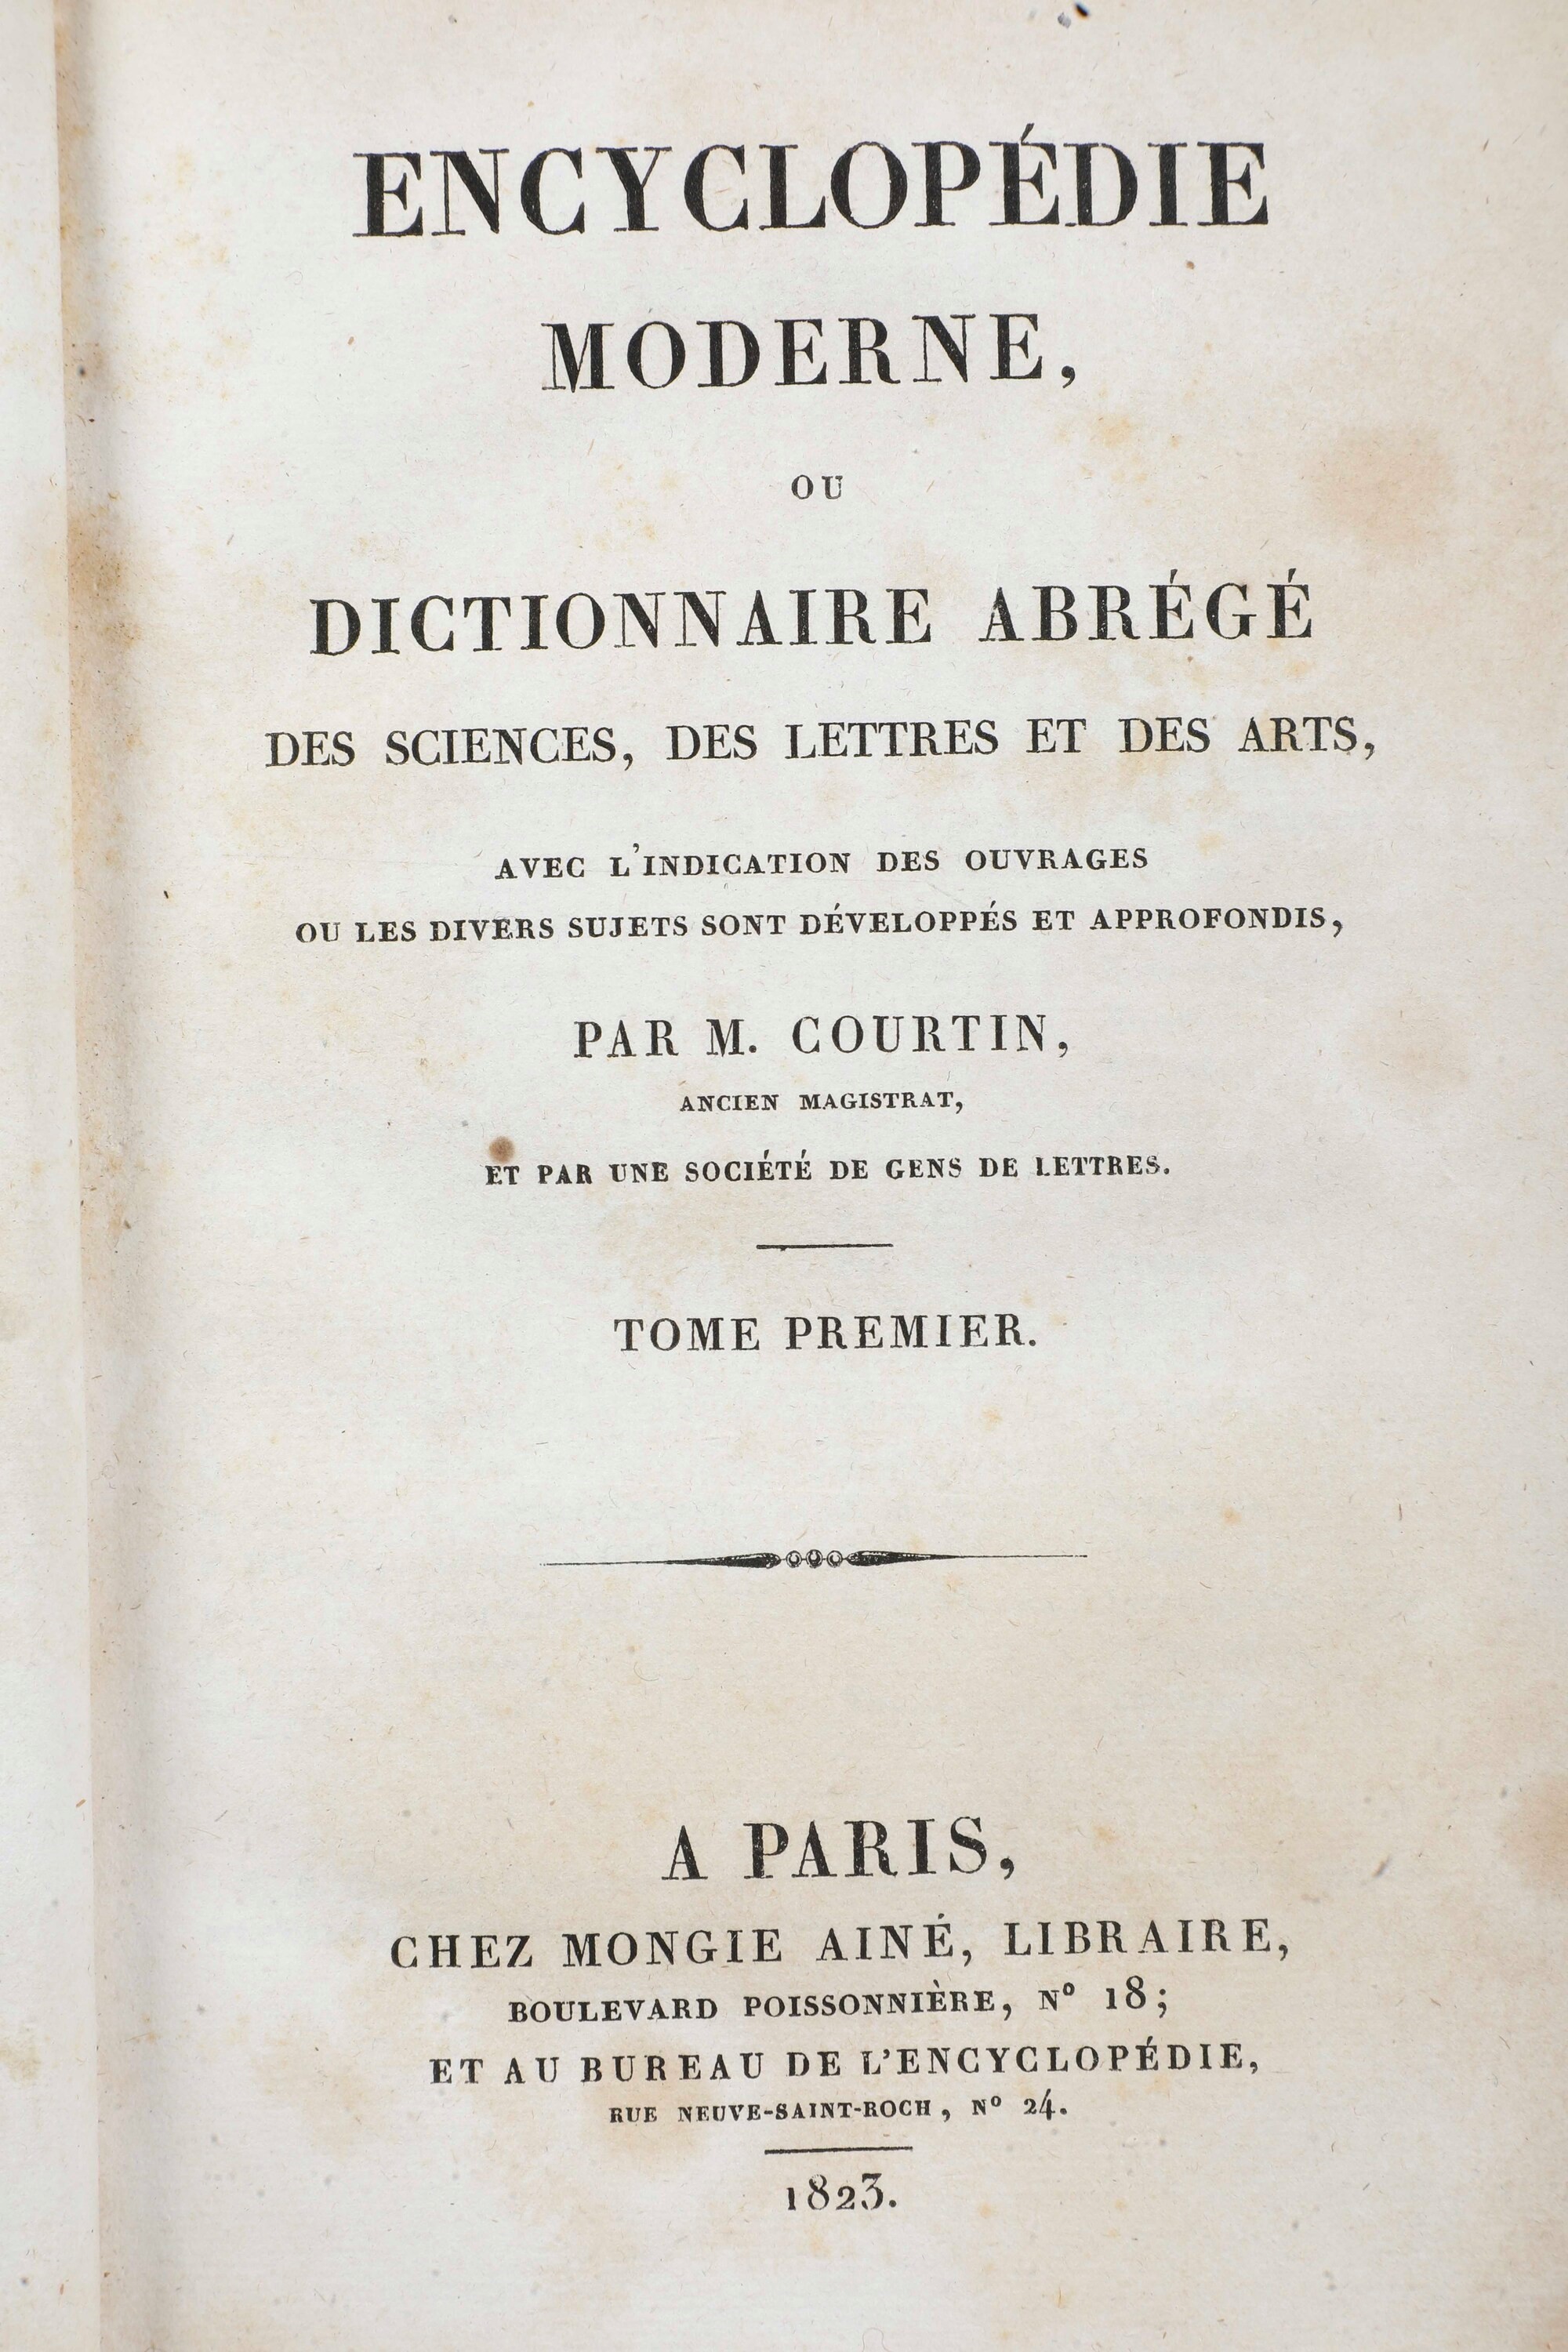 ENCYCLOPÉDIE
MODERNE,
OU
DICTIONNAIRE ABRÉGÉ
DES SCIENCES, DES LETTRES ET DES ARTS,
AVEC L'INDICATION DES OUVRAGES
OU LES DIVERS SUJETS SONT DÉVELOPPÉS ET APPROFONDIS,
PAR M. COURTIN,
ANCIEN MAGISTRAT,
ET PAR UNE SOCIÉTÉ DE GENS DE LETTRES.
TOME PREMIER.
A PARIS,
CHEZ MONGIE AINÉ, LIBRAIRE,
BOULEVARD POISSONNIÈRE, Nº 18;
ET AU BUREAU DE L'ENCYCLOPÉDIE,
RUE NEUVE-SAINT-ROCH, Nº 24.
1823.